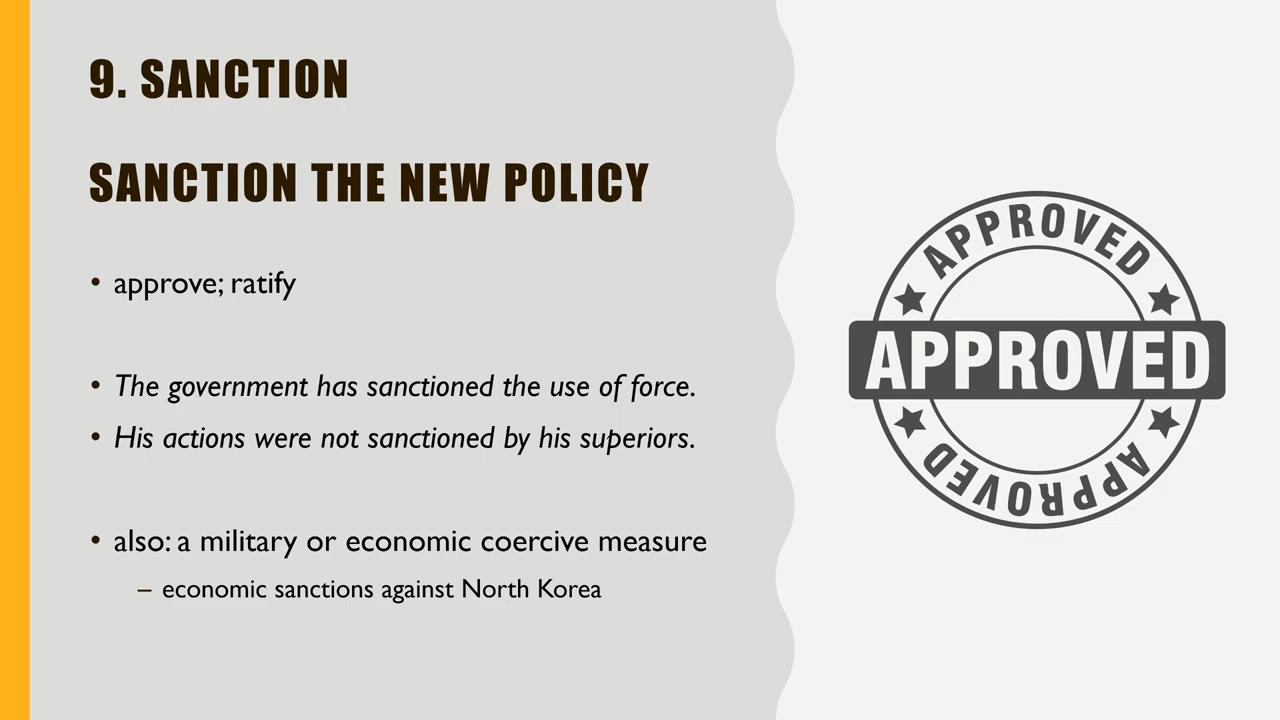 9. SANCTION
SANCTION THE NEW POLICY
• approve; ratify
• The government has sanctioned the use of force.
• His actions were not sanctioned by his superiors.
• also: a military or economic coercive measure
– economic sanctions against North Korea
APPROVED
APPROVED
APPROVED